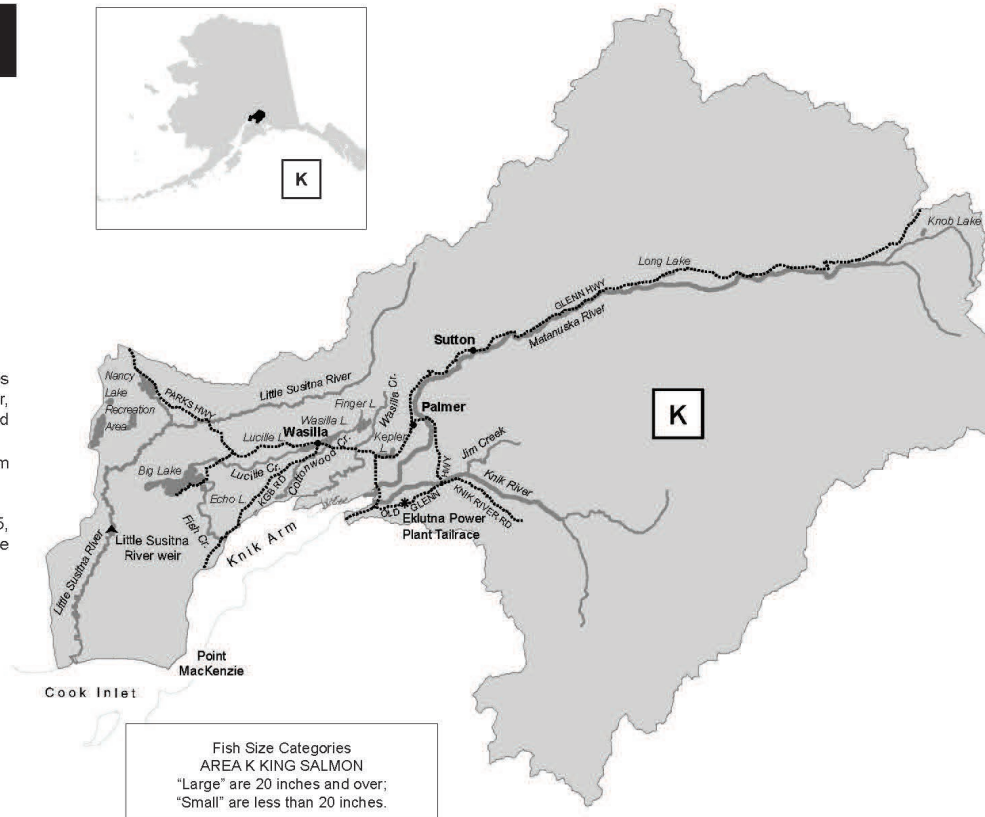 K
Knob Lake
Long Lake
GLENN HWY
Matanuska River
Sutton
Nancy
Lake
Recreation
Area
PARKS HWY
Little Susitna River
Finger L.
Wasilla Cr.
Palmer
K
Wasilla L.
Lucille L.
Wasilla
Kepler
L.
Jim Creek
Big Lake
Lucille Cr.
Cottonwood Cr.
HWY
Knik River
Echo L.
KGB RD
KNIK RIVER RD
OLD
GLENN
Fish Cr.
Eklutna Power
Plant Tailrace
Little Susitna
River weir
Knik Arm
Little Susitna River
Point
MacKenzie
Cook Inlet
Fish Size Categories
AREA K KING SALMON
“Large” are 20 inches and over;
“Small” are less than 20 inches.